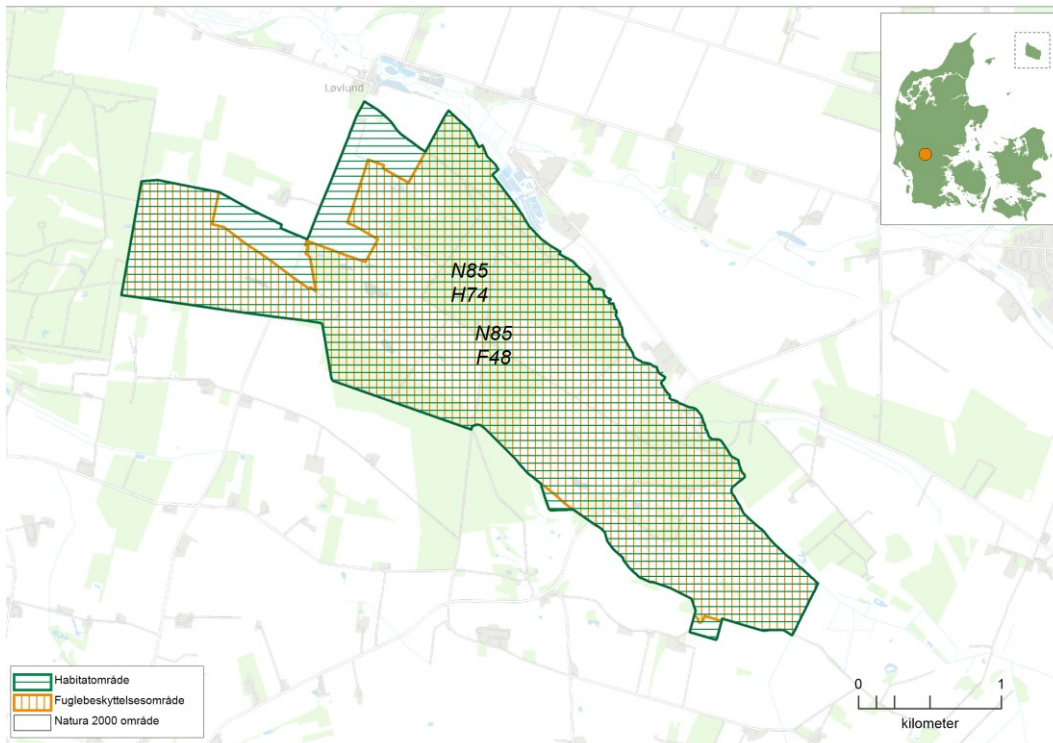 Løvlund
N85
H74
N85
F48
Habitatområde
Fuglebeskyttelsesområde
Natura 2000 område
0 1
kilometer